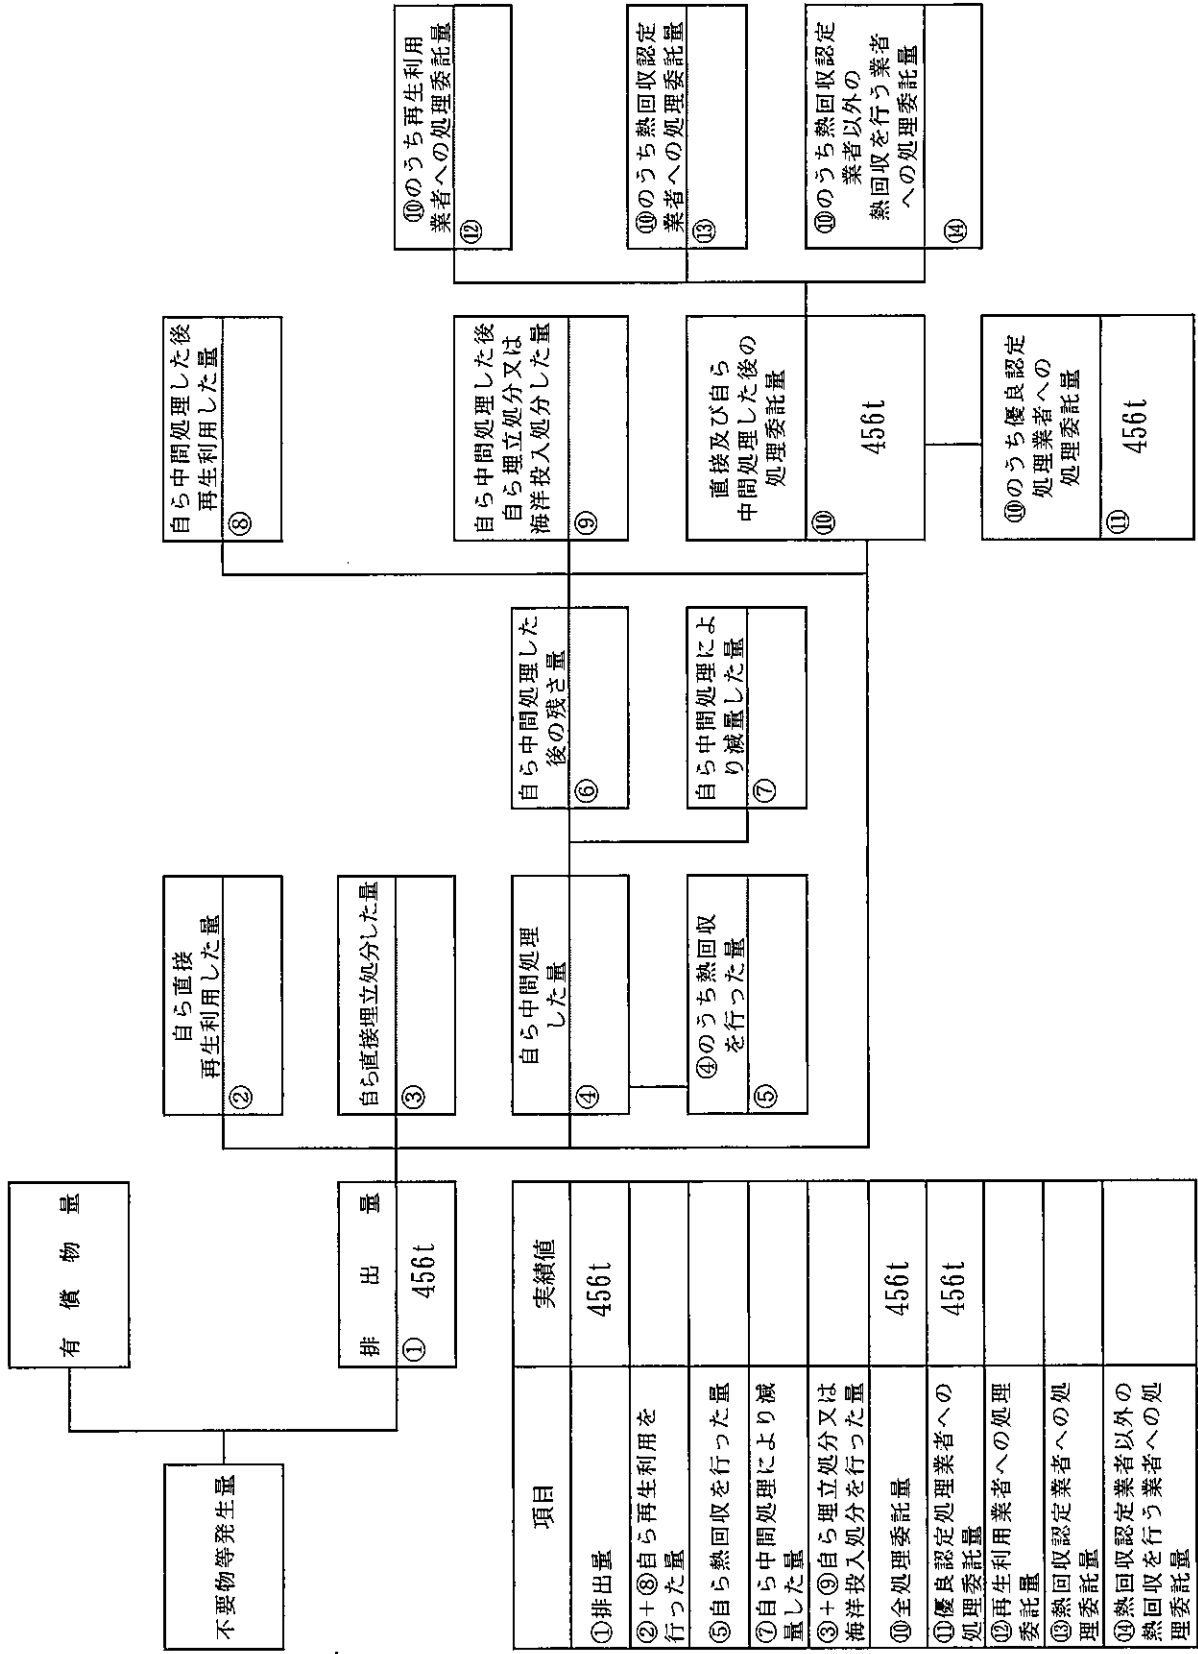 不要物等発生量
有償物量
排出量
①
456t
自ら直接
再生利用した量
②
自ら直接埋立処分した量
③
自ら中間処理
した量
④
④のうち熱回収
を行った量
⑤
自ら中間処理した
後の残さ量
⑥
自ら中間処理によ
り減量した量
⑦
自ら中間処理した後
再生利用した量
⑧
自ら中間処理した後
自ら埋立処分又は
海洋投入処分した量
⑨
直接及び自ら
中間処理した後の
処理委託量
⑩
456t
⑩のうち優良認定
処理業者への
処理委託量
⑪
456t
⑩のうち再生利用
業者への処理委託量
⑫
⑩のうち熱回収認定
業者への処理委託量
⑬
⑩のうち熱回収認定
業者以外の
熱回収を行う業者
への処理委託量
⑭
項目 実績値
①排出量 456t
②+⑧自ら再生利用を
行った量
⑤自ら熱回収を行った量
⑦自ら中間処理により減
量した量
③+⑨自ら埋立処分又は
海洋投入処分を行った量
⑩全処理委託量 456t
⑪優良認定処理業者への
処理委託量 456t
⑫再生利用業者への処理
委託量
⑬熱回収認定業者への処
理委託量
⑭熱回収認定業者以外の
熱回収を行う業者への処
理委託量